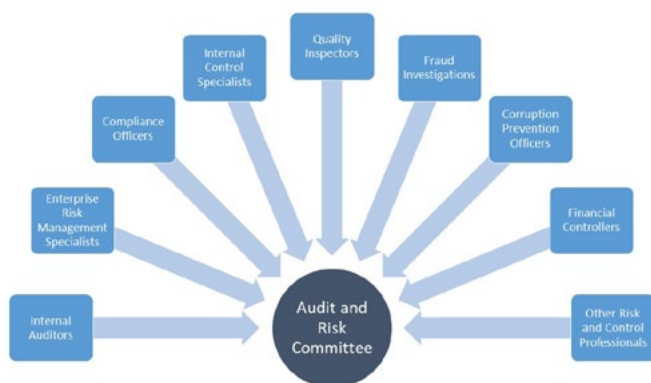 Quality
Inspectors
Internal
Control
Specialists
Fraud
Investigations
Compliance
Officers
Corruption
Prevention
Officers
Enterprise
Risk
Management
Specialists
Financial
Controllers
Internal
Auditors
Audit and
Risk
Committee
Other Risk
and Control
Professionals